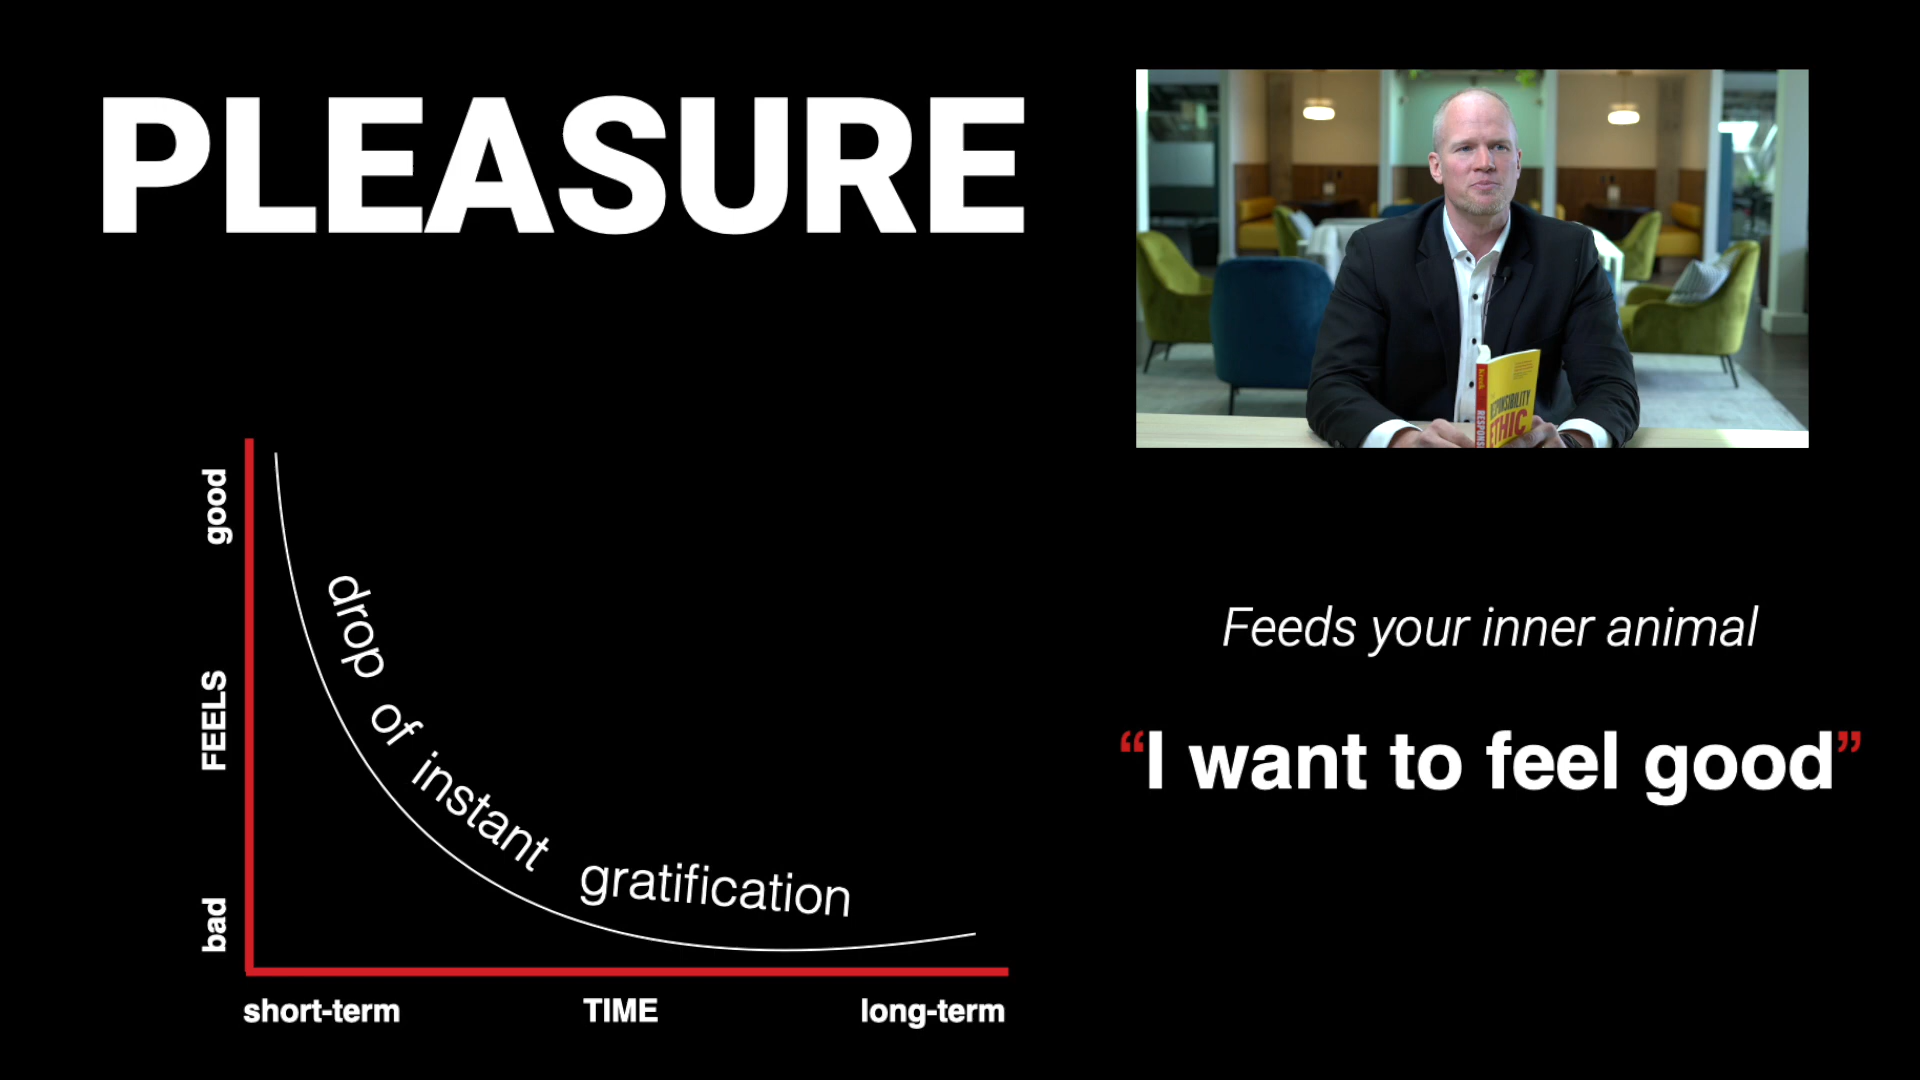 PLEASURE
good
FEELS
bad
drop of instant gratification
short-term TIME long-term
ETHIC
Feeds your inner animal
“I want to feel good”